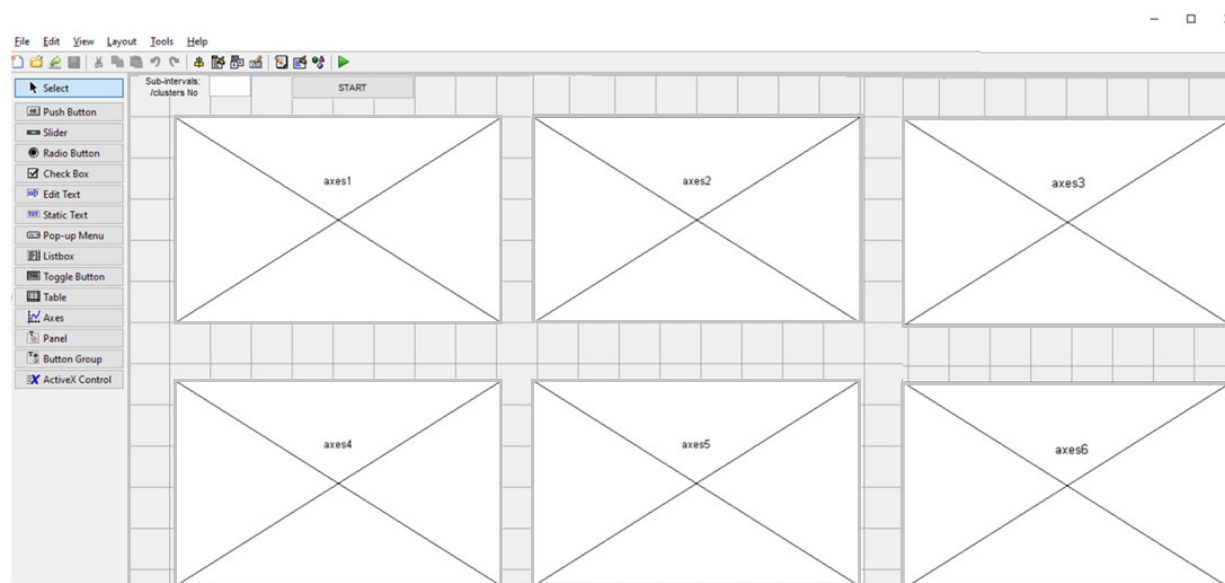 File Edit View Layout Tools Help
Sub-intervals:
/clusters No
START
Select
Push Button
Slider
Radio Button
Check Box
Edit Text
Static Text
Pop-up Menu
Listbox
Toggle Button
Table
Axes
Panel
Button Group
ActiveX Control
axes1
axes2
axes3
axes4
axes5
axes6